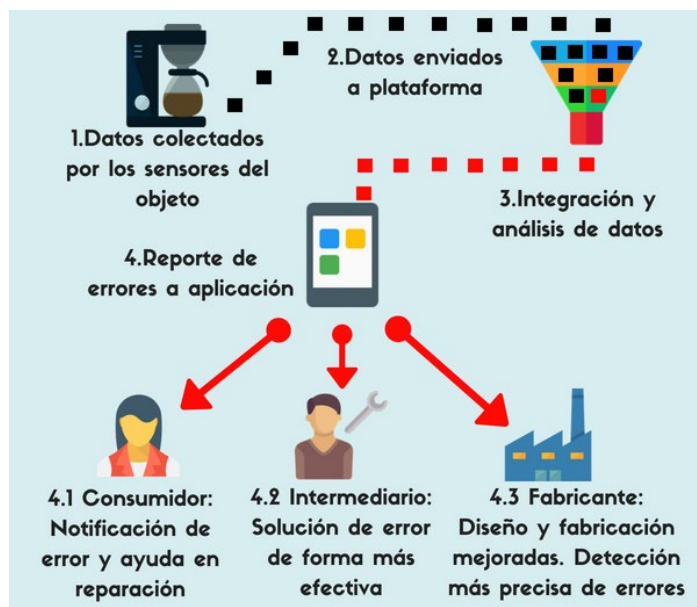 2.Datos enviados
a plataforma
1.Datos colectados
por los sensores del
objeto
3.Integración y
análisis de datos
4.Reporte de
errores a aplicación
4.1 Consumidor:
Notificación de
error y ayuda en
reparación
4.2 Intermediario:
Solución de error
de forma más
efectiva
4.3 Fabricante:
Diseño y fabricación
mejoradas. Detección
más precisa de errores